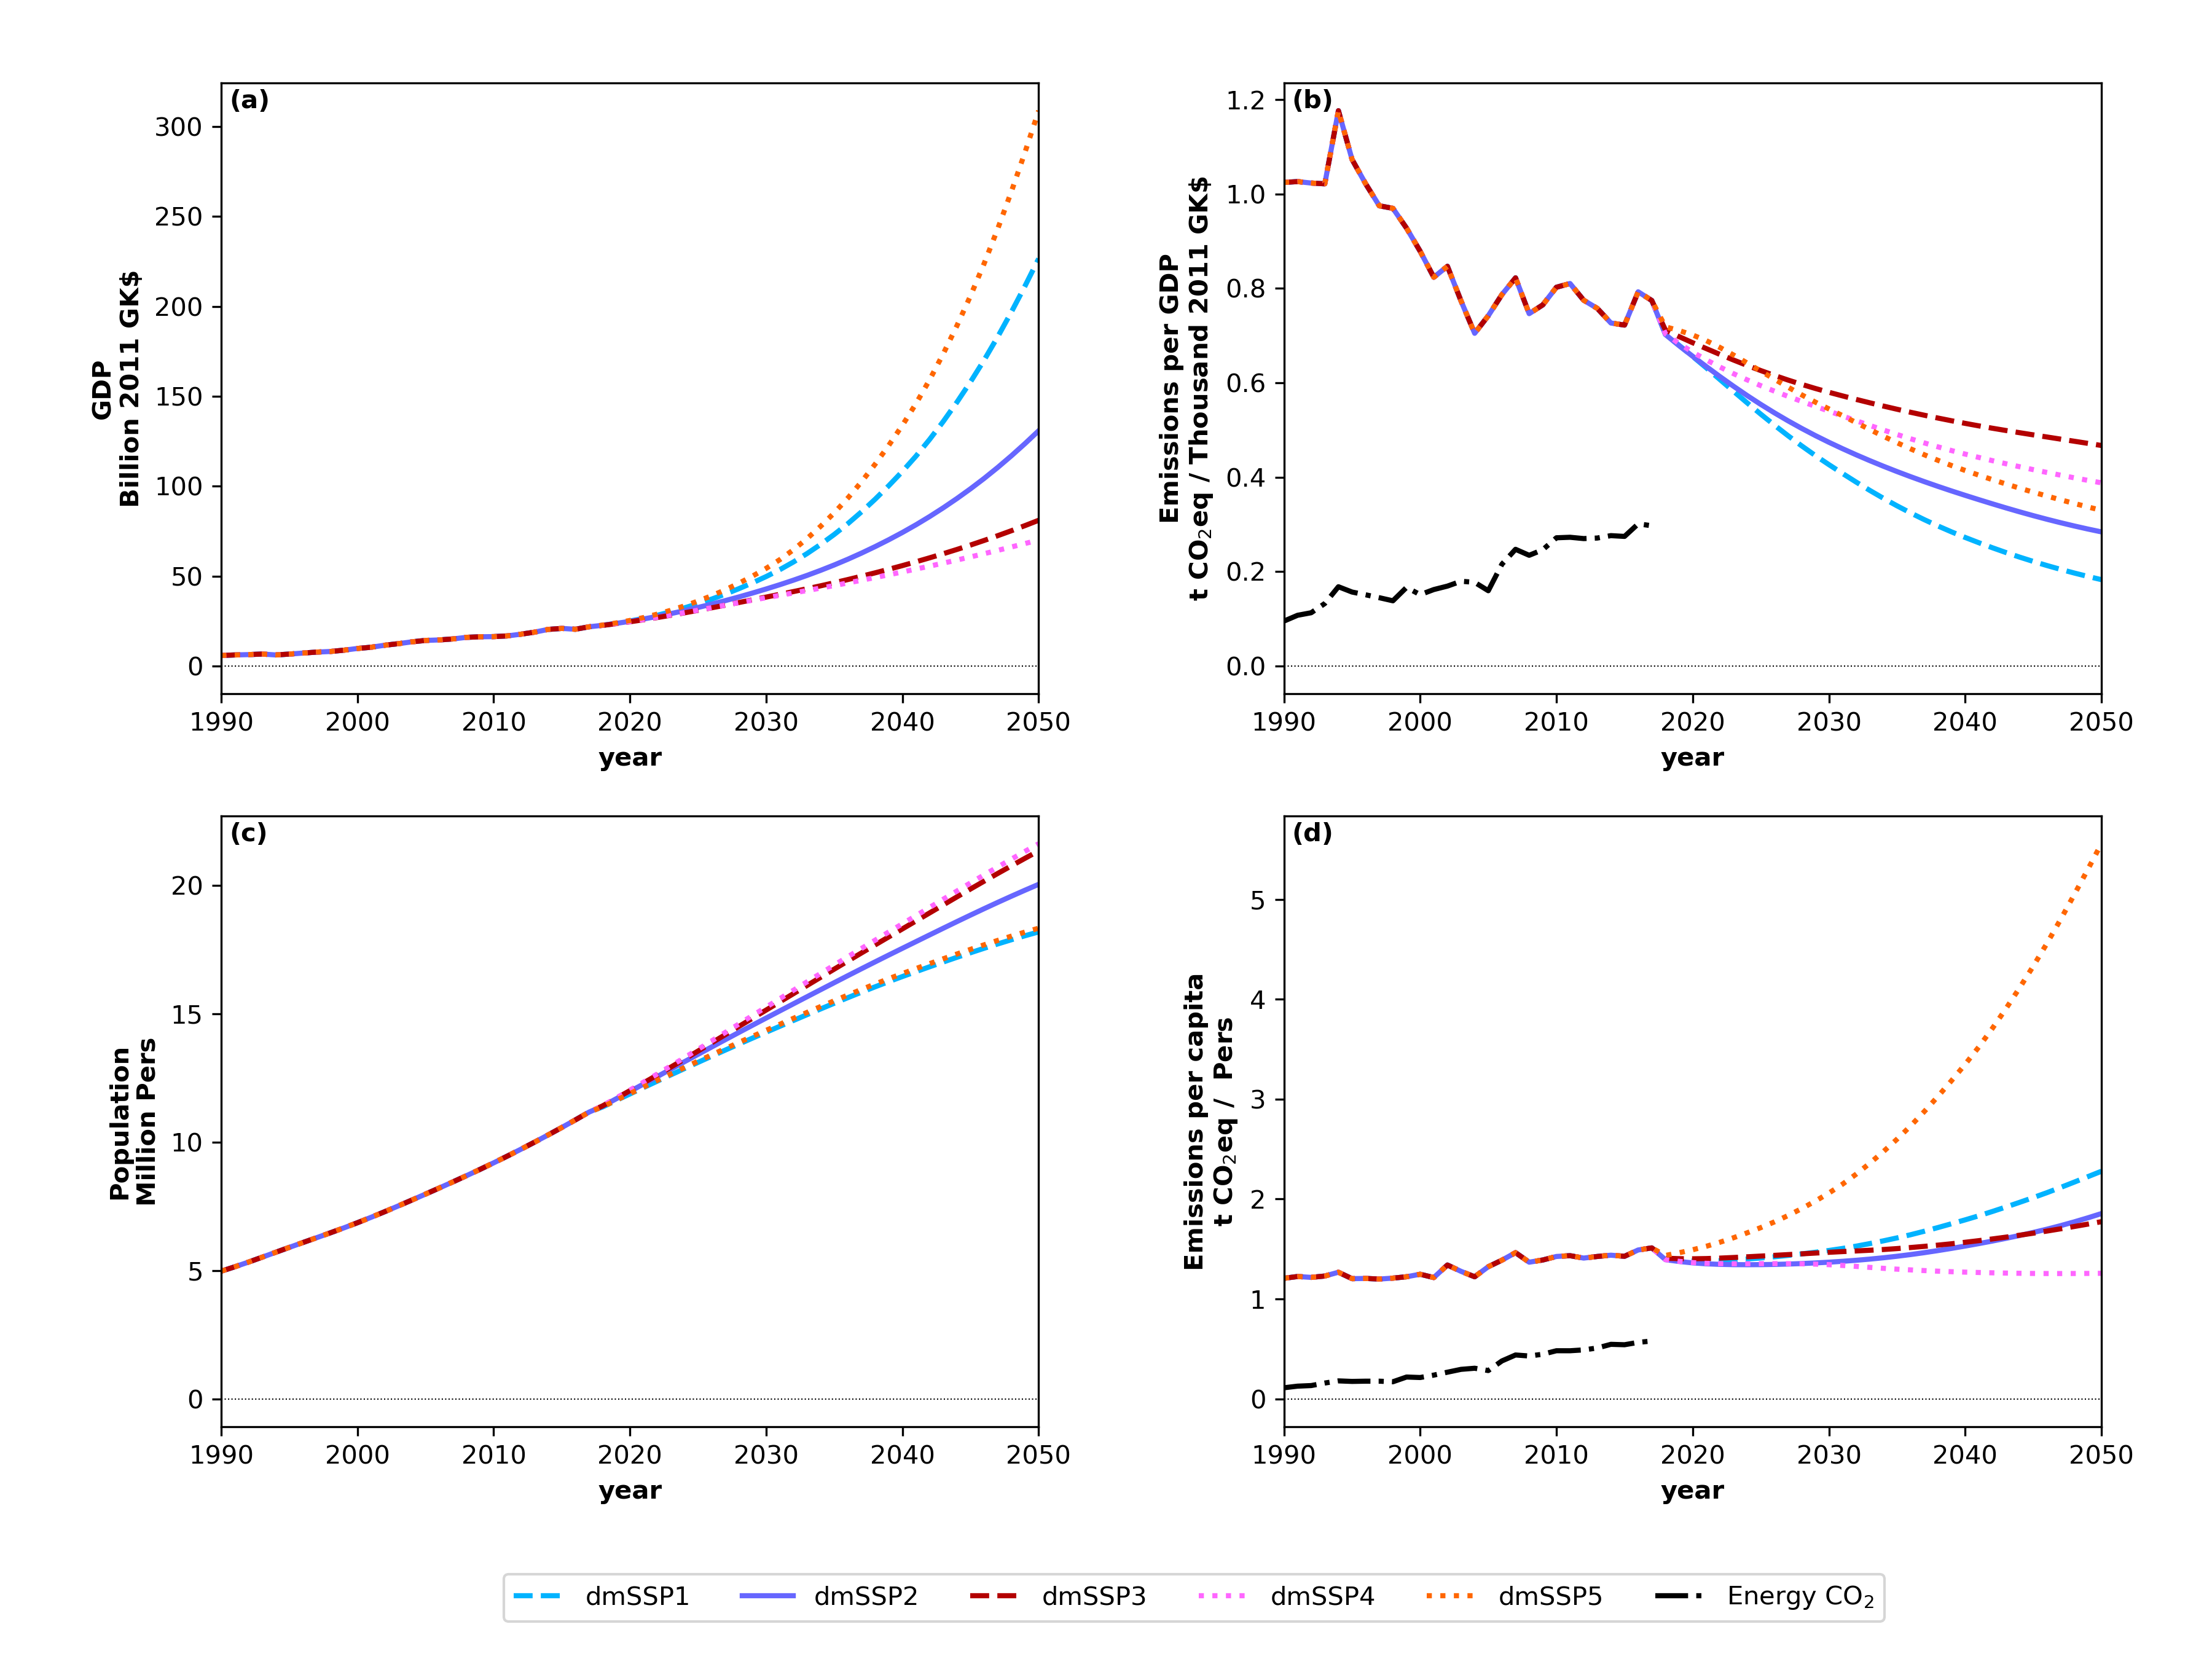 (a)
300
250
200
150
100
50
0
GDP
Billion 2011 GK$
1990 2000 2010 2020 2030 2040 2050
year
(b)
1.2
1.0
0.8
0.6
0.4
0.2
0.0
Emissions per GDP
t CO₂eq / Thousand 2011 GK$
1990 2000 2010 2020 2030 2040 2050
year
(c)
20
15
10
5
0
Population
Million Pers
1990 2000 2010 2020 2030 2040 2050
year
(d)
5
4
3
2
1
0
Emissions per capita
t CO₂eq / Pers
1990 2000 2010 2020 2030 2040 2050
year
dmSSP1 dmSSP2 dmSSP3 dmSSP4 dmSSP5 Energy CO₂